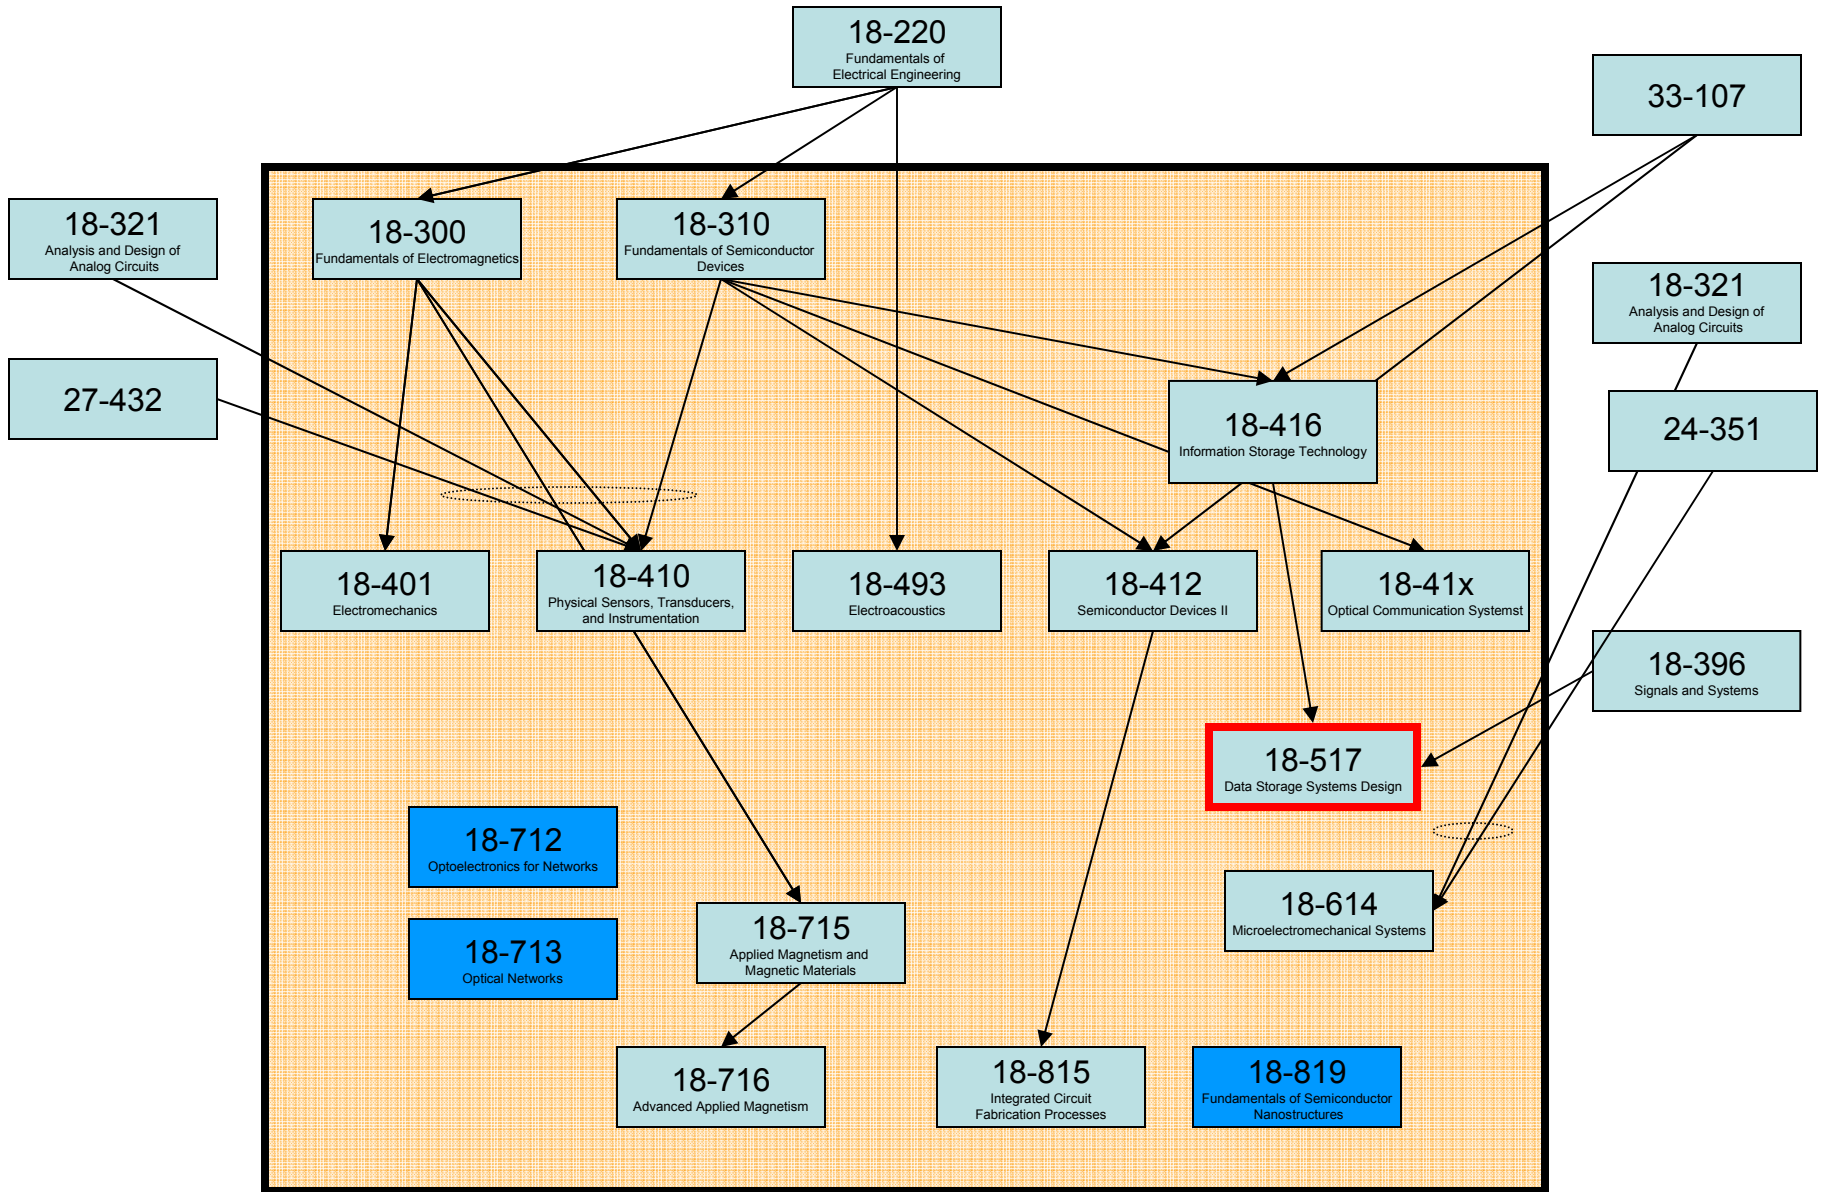 18-220
Fundamentals of
Electrical Engineering
33-107
18-321
Analysis and Design of
Analog Circuits
18-300
Fundamentals of Electromagnetics
18-310
Fundamentals of Semiconductor
Devices
18-321
Analysis and Design of
Analog Circuits
27-432
18-416
Information Storage Technology
24-351
18-401
Electromechanics
18-410
Physical Sensors, Transducers,
and Instrumentation
18-493
Electroacoustics
18-412
Semiconductor Devices II
18-41x
Optical Communication Systemst
18-396
Signals and Systems
18-517
Data Storage Systems Design
18-712
Optoelectronics for Networks
18-614
Microelectromechanical Systems
18-715
Applied Magnetism and
Magnetic Materials
18-713
Optical Networks
18-716
Advanced Applied Magnetism
18-815
Integrated Circuit
Fabrication Processes
18-819
Fundamentals of Semiconductor
Nanostructures